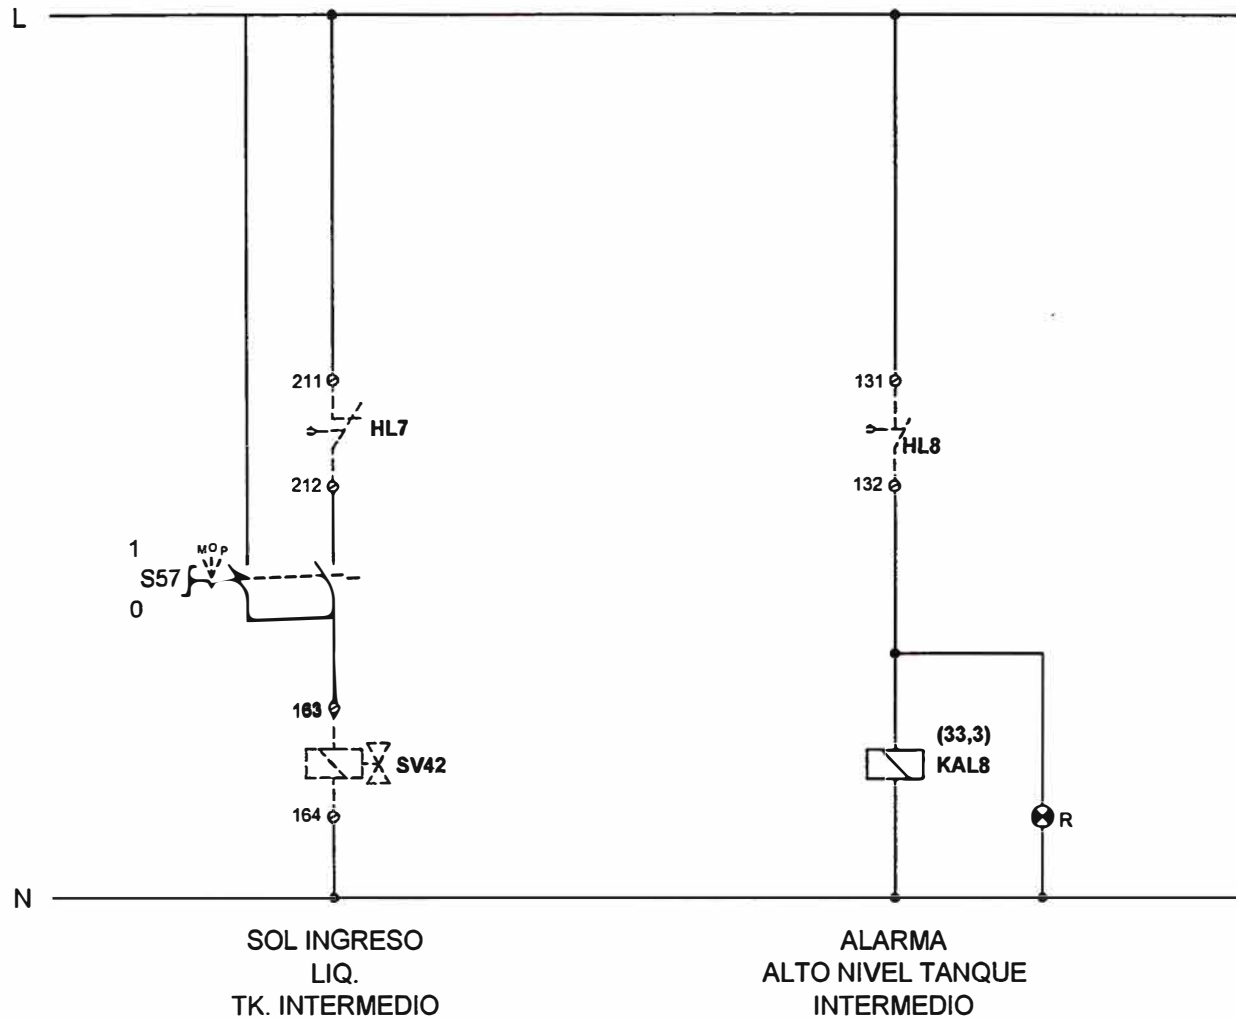 L
211
HL7
212
131
HL8
132
1
M O P
S57
0
163
SV42
164
(33,3)
KAL8
R
N
SOL INGRESO
LIQ.
TK. INTERMEDIO
ALARMA
ALTO NIVEL TANQUE
INTERMEDIO